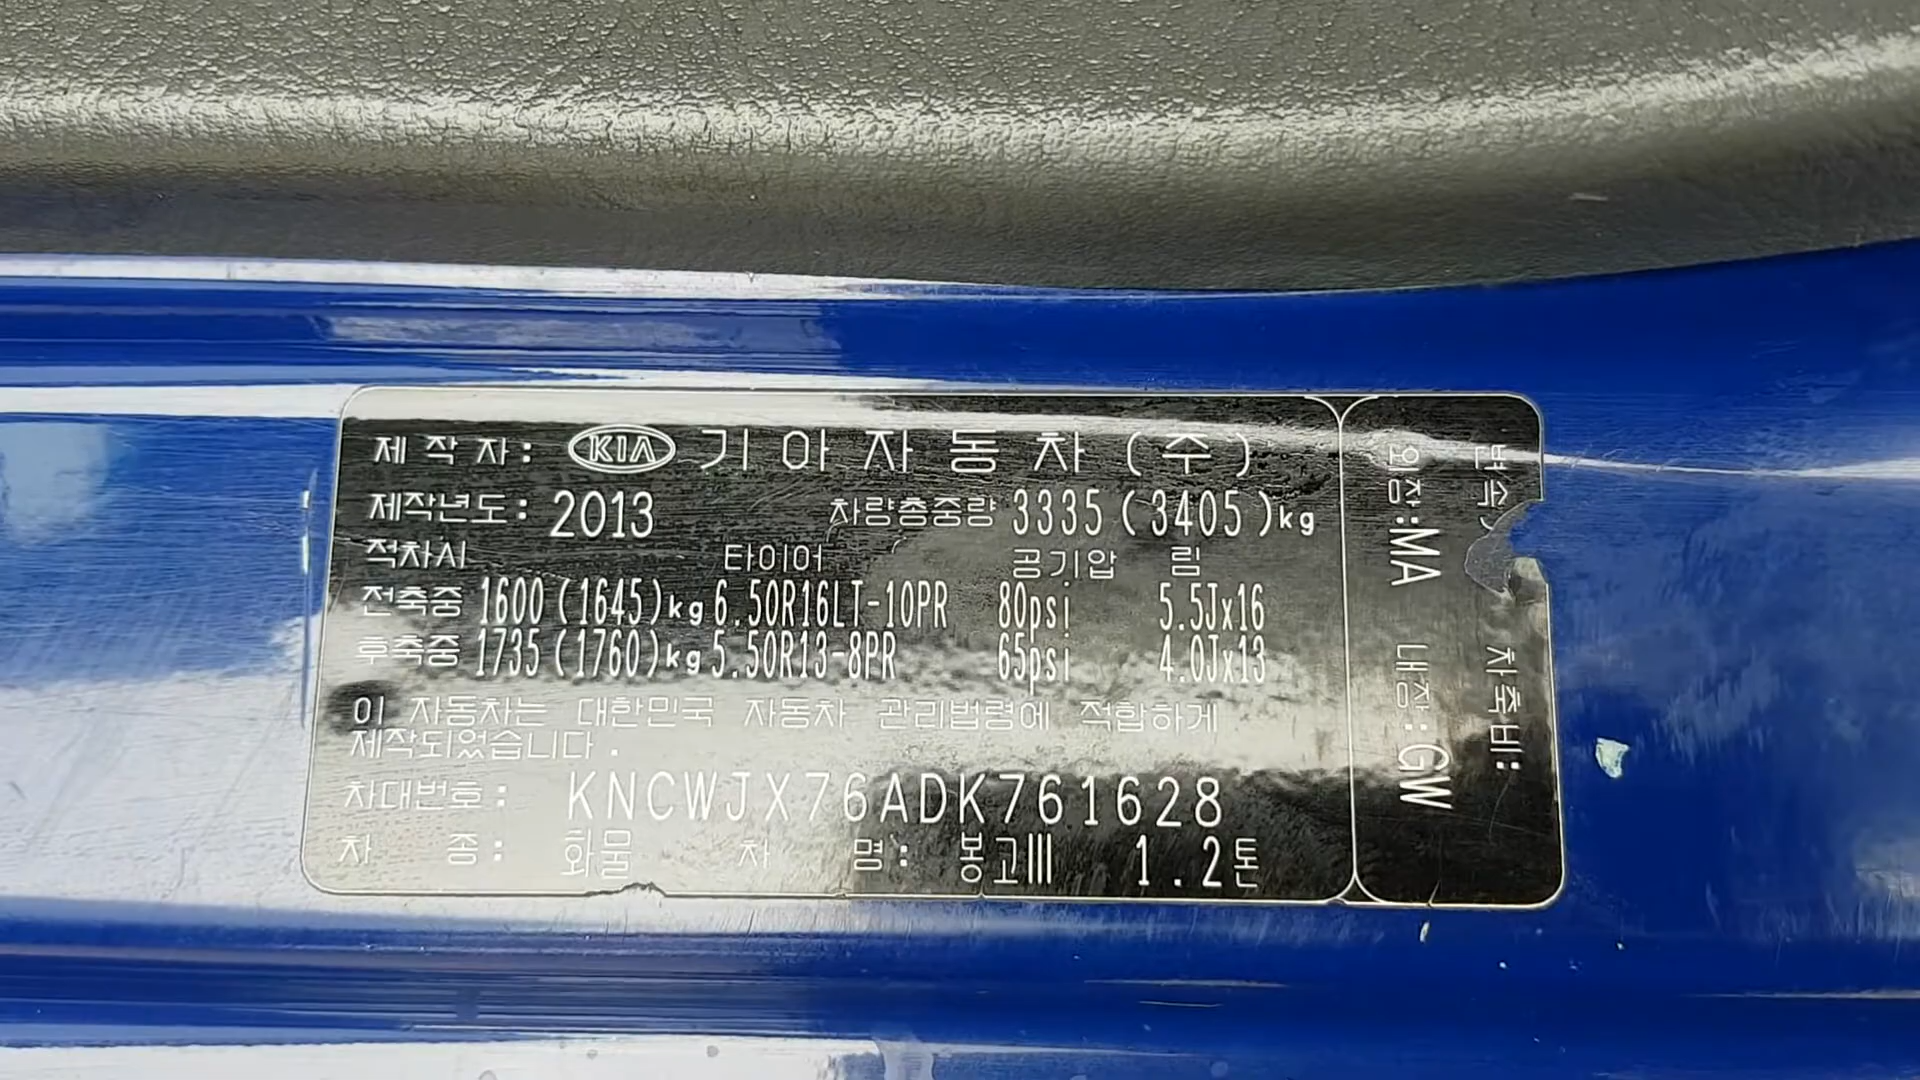 제 작 자: KIA 기 아 자 동 차 (주)
제작년도: 2013 차량총중량 3335 (3405)kg
적차시 타이어 공기압 림
전축중 1600 (1645)kg 6.50R16LT-10PR 80psi 5.5Jx16
후축중 1735 (1760)kg 5.50R13-8PR 65psi 4.0Jx13
이 자동차는 대한민국 자동차 관리법령에 적합하게
제작되었습니다.
차대번호: KNCWJX76ADK761628
차 종: 화물 차 명: 봉고III 1.2톤
변속 차축비:
외장:MA 내장:GW